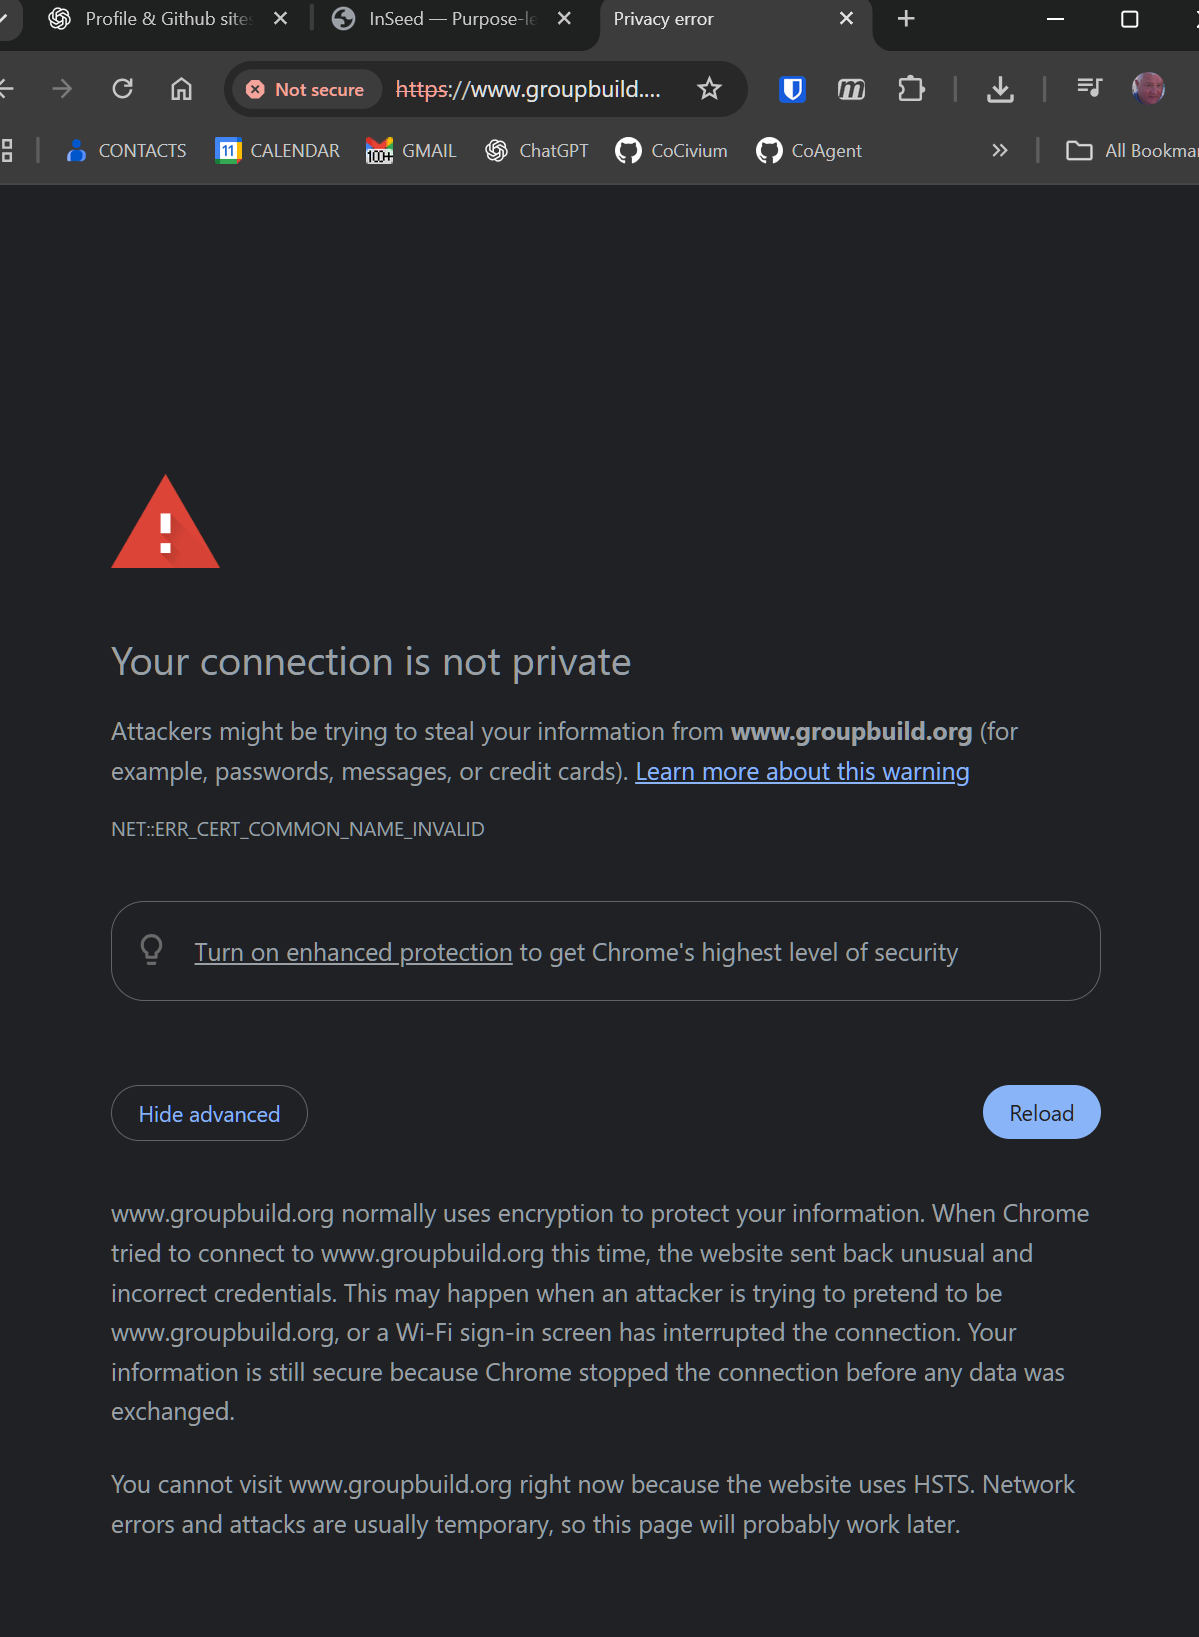 Profile & Github sites
InSeed — Purpose-le
Privacy error
Not secure
https://www.groupbuild....
CONTACTS
11
CALENDAR
100+
GMAIL
ChatGPT
CoCivium
CoAgent
All Bookmar
Your connection is not private
Attackers might be trying to steal your information from www.groupbuild.org (for
example, passwords, messages, or credit cards). Learn more about this warning
NET::ERR_CERT_COMMON_NAME_INVALID
Turn on enhanced protection to get Chrome's highest level of security
Hide advanced
Reload
www.groupbuild.org normally uses encryption to protect your information. When Chrome
tried to connect to www.groupbuild.org this time, the website sent back unusual and
incorrect credentials. This may happen when an attacker is trying to pretend to be
www.groupbuild.org, or a Wi-Fi sign-in screen has interrupted the connection. Your
information is still secure because Chrome stopped the connection before any data was
exchanged.
You cannot visit www.groupbuild.org right now because the website uses HSTS. Network
errors and attacks are usually temporary, so this page will probably work later.